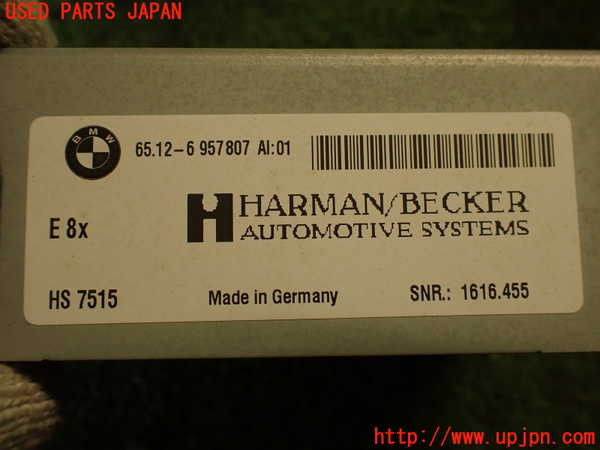 USED PARTS JAPAN
BMW
65.12-6 957807 AI:01
E 8x
HARMAN/BECKER
AUTOMOTIVE SYSTEMS
HS 7515
Made in Germany
SNR.: 1616.455
http://www.upjpn.com/